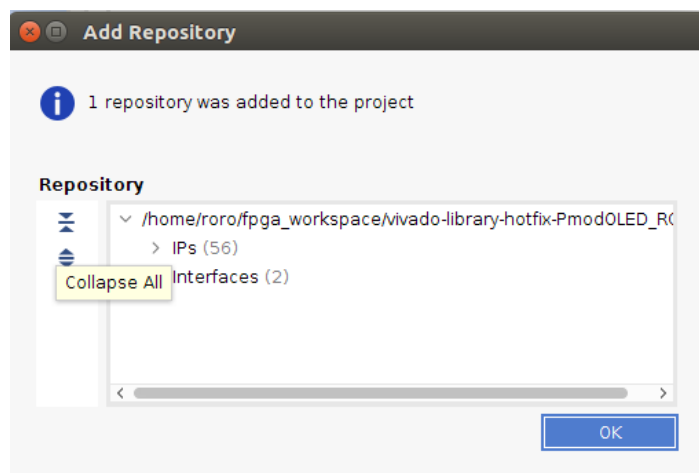 Add Repository
1 repository was added to the project
Repository
/home/roro/fpga_workspace/vivado-library-hotfix-PmodOLED_R
IPs (56)
Interfaces (2)
Collapse All
OK